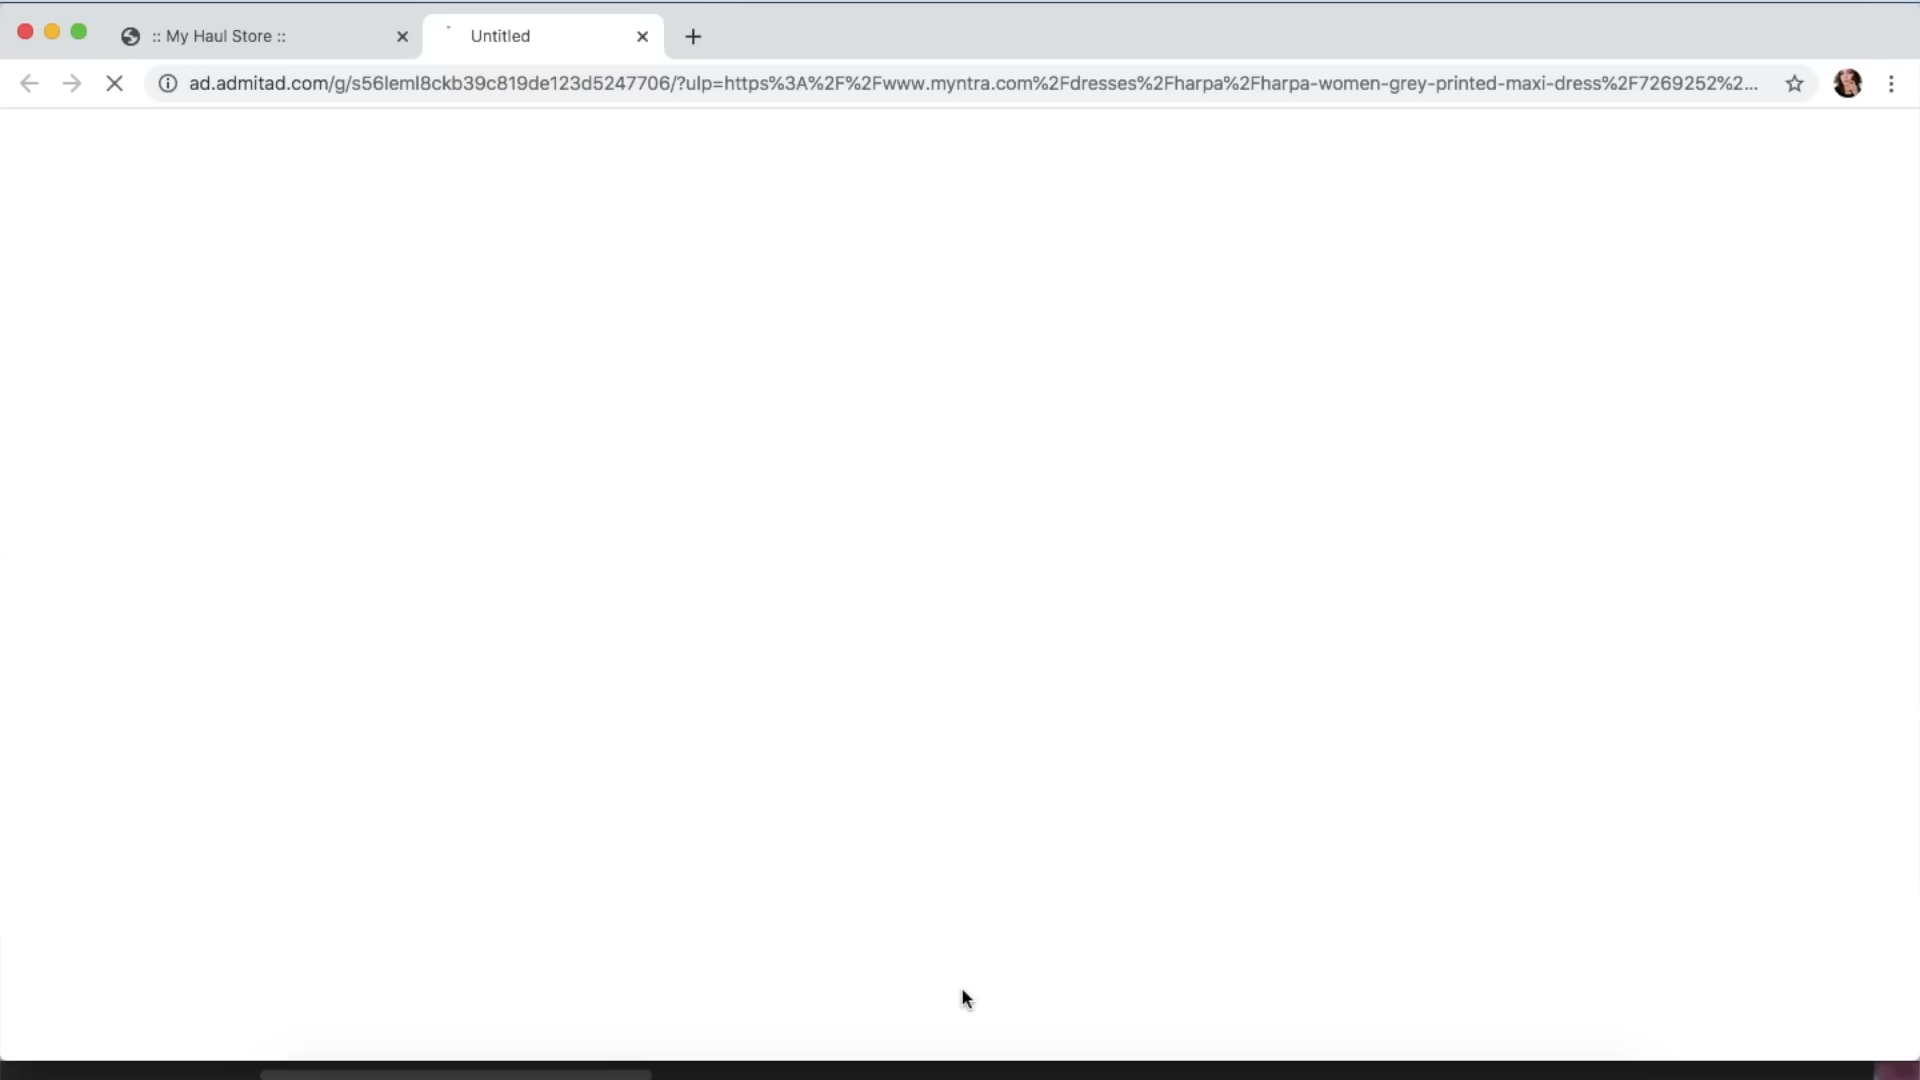 :: My Haul Store ::
Untitled
ad.admitad.com/g/s56leml8ckb39c819de123d5247706/?ulp=https%3A%2F%2Fwww.myntra.com%2Fdresses%2Fharpa%2Fharpa-women-grey-printed-maxi-dress%2F7269252%2...